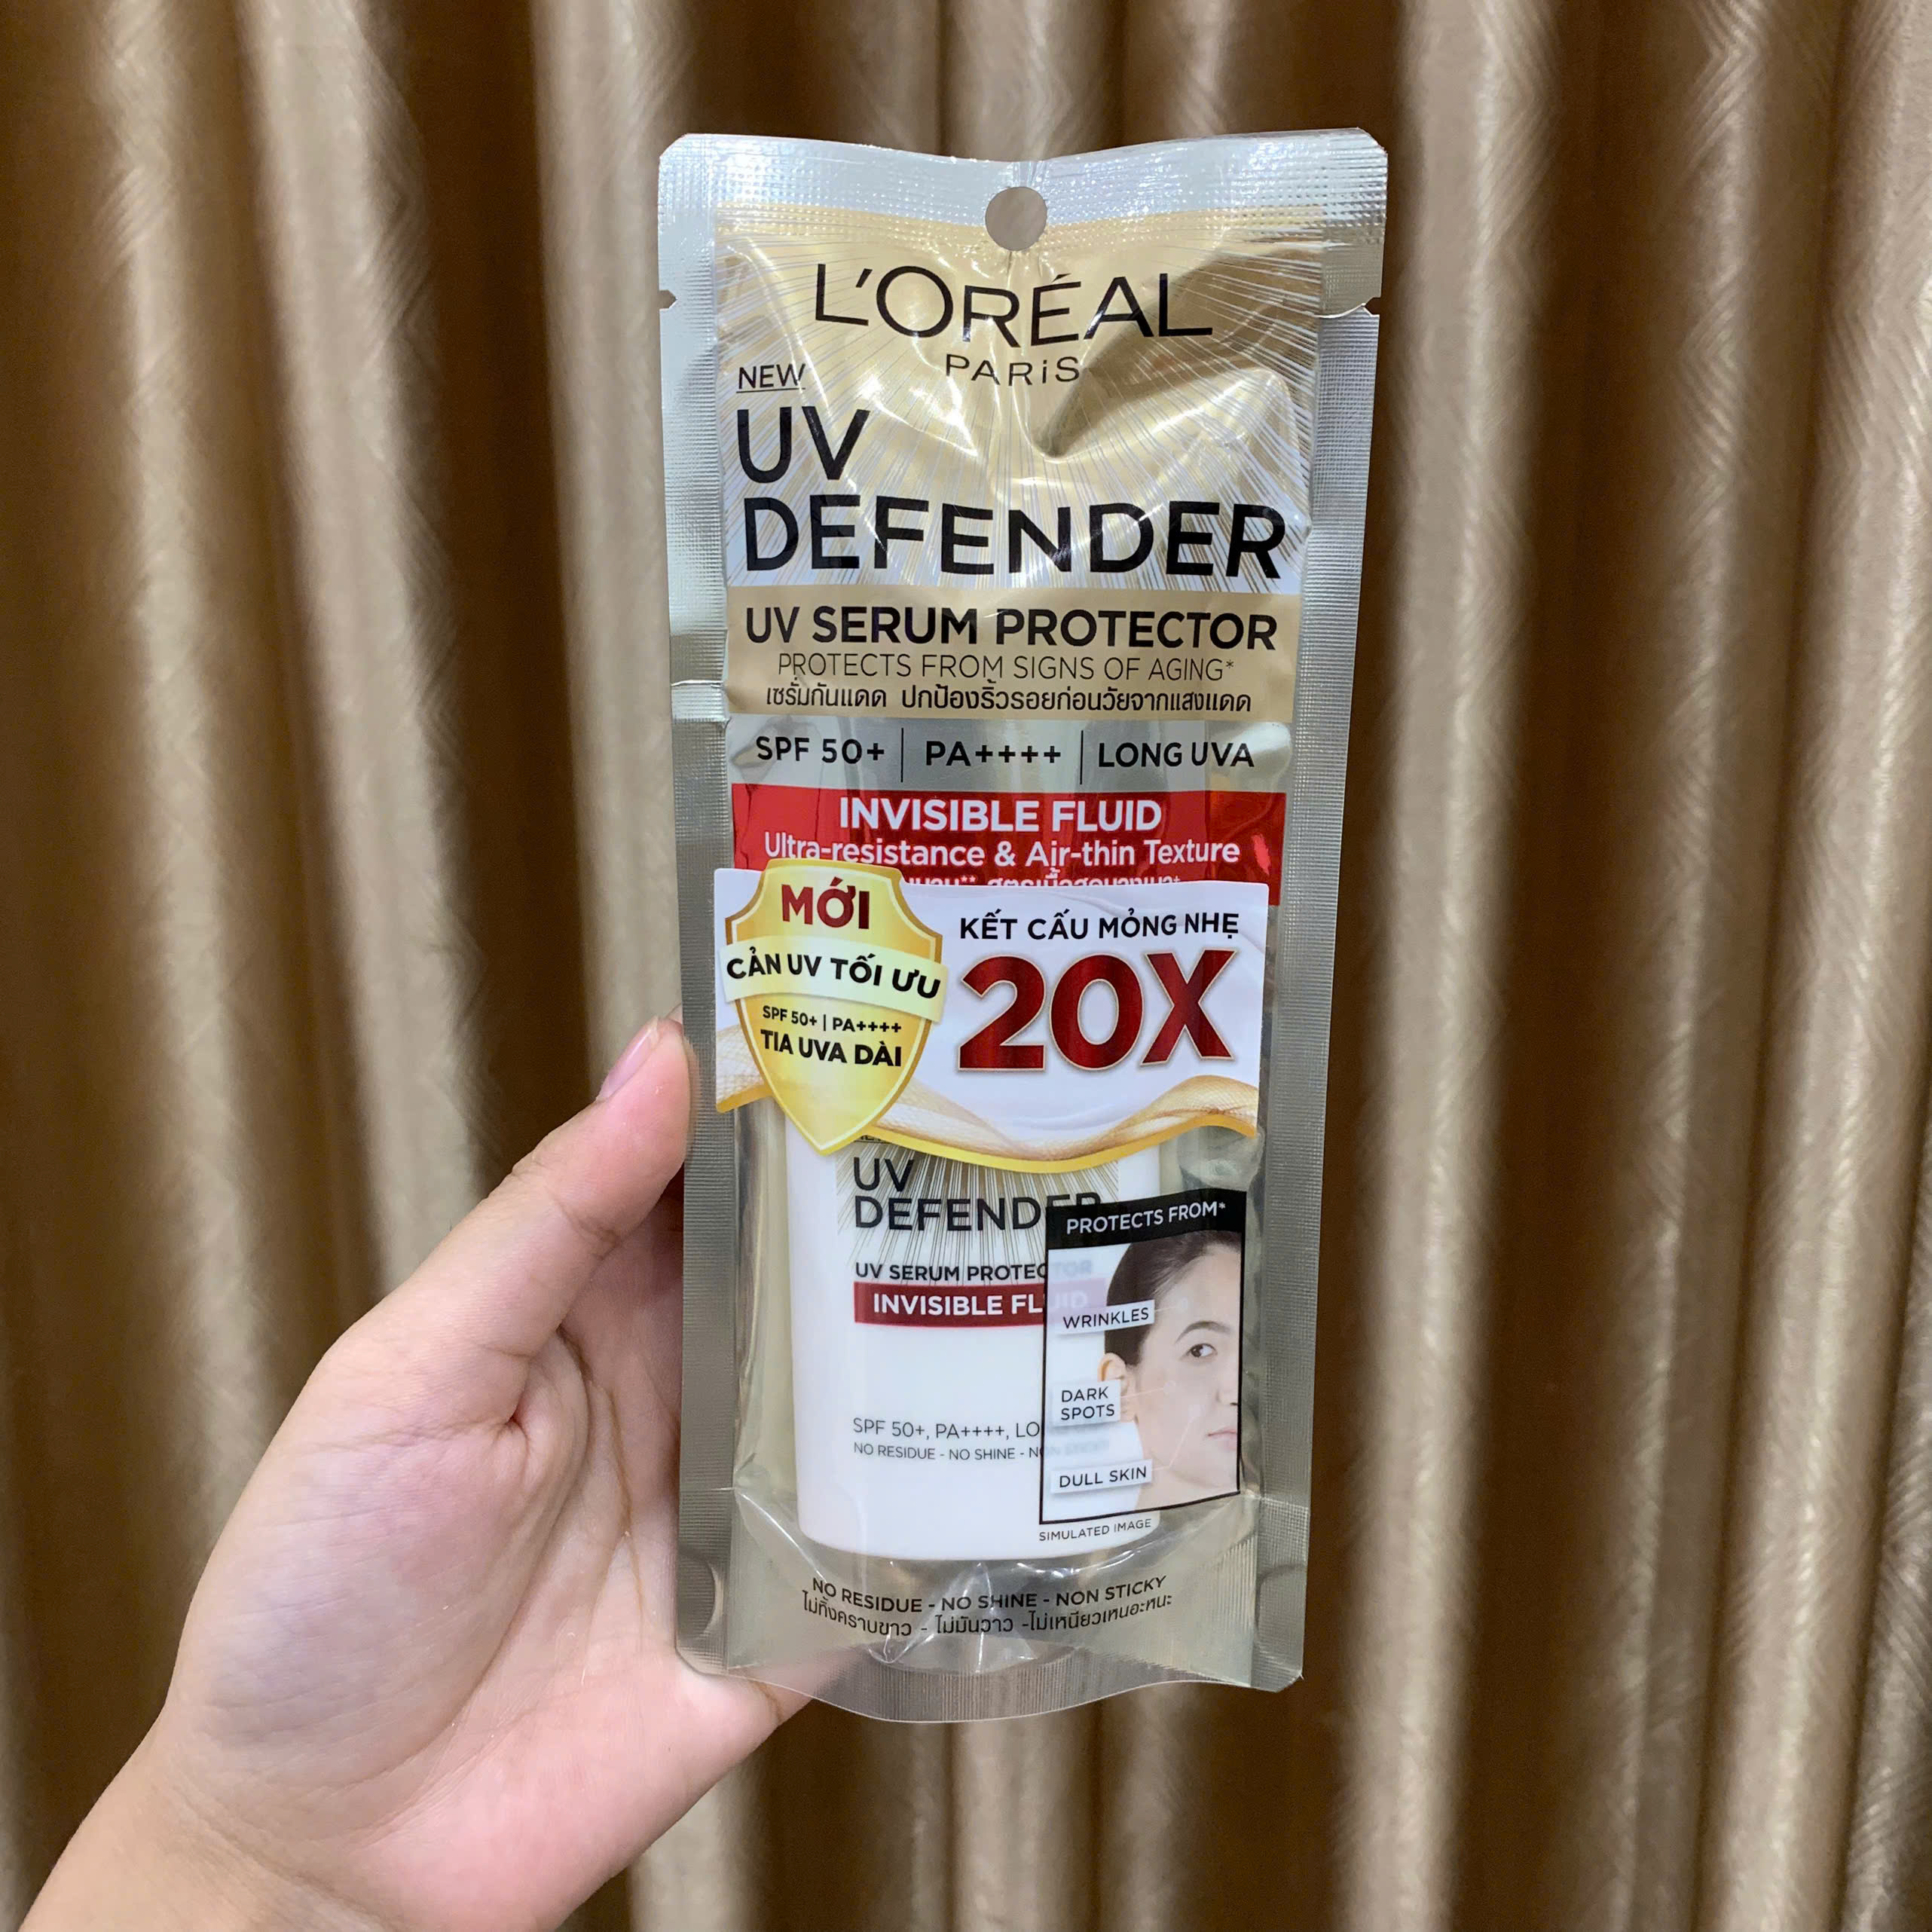 L'ORÉAL
PARiS
NEW
UV
DEFENDER
UV SERUM PROTECTOR
PROTECTS FROM SIGNS OF AGING*
เซรั่มกันแดด ปกป้องริ้วรอยก่อนวัยจากแสงแดด
SPF 50+ | PA++++ | LONG UVA
INVISIBLE FLUID
Ultra-resistance & Air-thin Texture
MỚI
CẢN UV TỐI ƯU
SPF 50+ | PA++++
TIA UVA DÀI
KẾT CẤU MỎNG NHẸ
20X
UV
DEFENDER
UV SERUM PROTECTOR
INVISIBLE FLUID
SPF 50+, PA++++, LO
NO RESIDUE - NO SHINE - N
PROTECTS FROM*
WRINKLES
DARK
SPOTS
DULL SKIN
SIMULATED IMAGE
NO RESIDUE - NO SHINE - NON STICKY
ไม่ทิ้งคราบขาว - ไม่มันวาว -ไม่เหนียวเหนอะหนะ